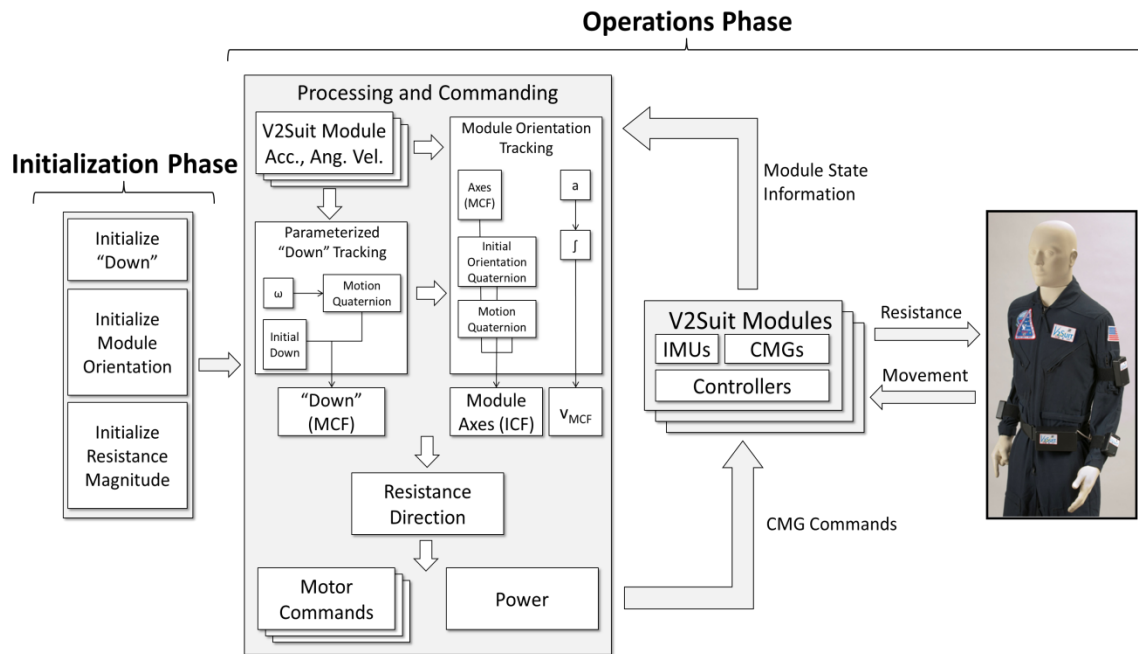 Operations Phase
Initialization Phase
Initialize
“Down”
Initialize
Module
Orientation
Initialize
Resistance
Magnitude
Processing and Commanding
V2Suit Module
Acc., Ang. Vel.
Parameterized
“Down” Tracking
ω
Motion
Quaternion
Initial
Down
“Down”
(MCF)
Module Orientation
Tracking
Axes
(MCF)
Initial
Orientation
Quaternion
Motion
Quaternion
a
∫
Module
Axes (ICF)
VMCF
Resistance
Direction
Motor
Commands
Power
Module State
Information
V2Suit Modules
IMUs
CMGs
Controllers
CMG Commands
Resistance
Movement